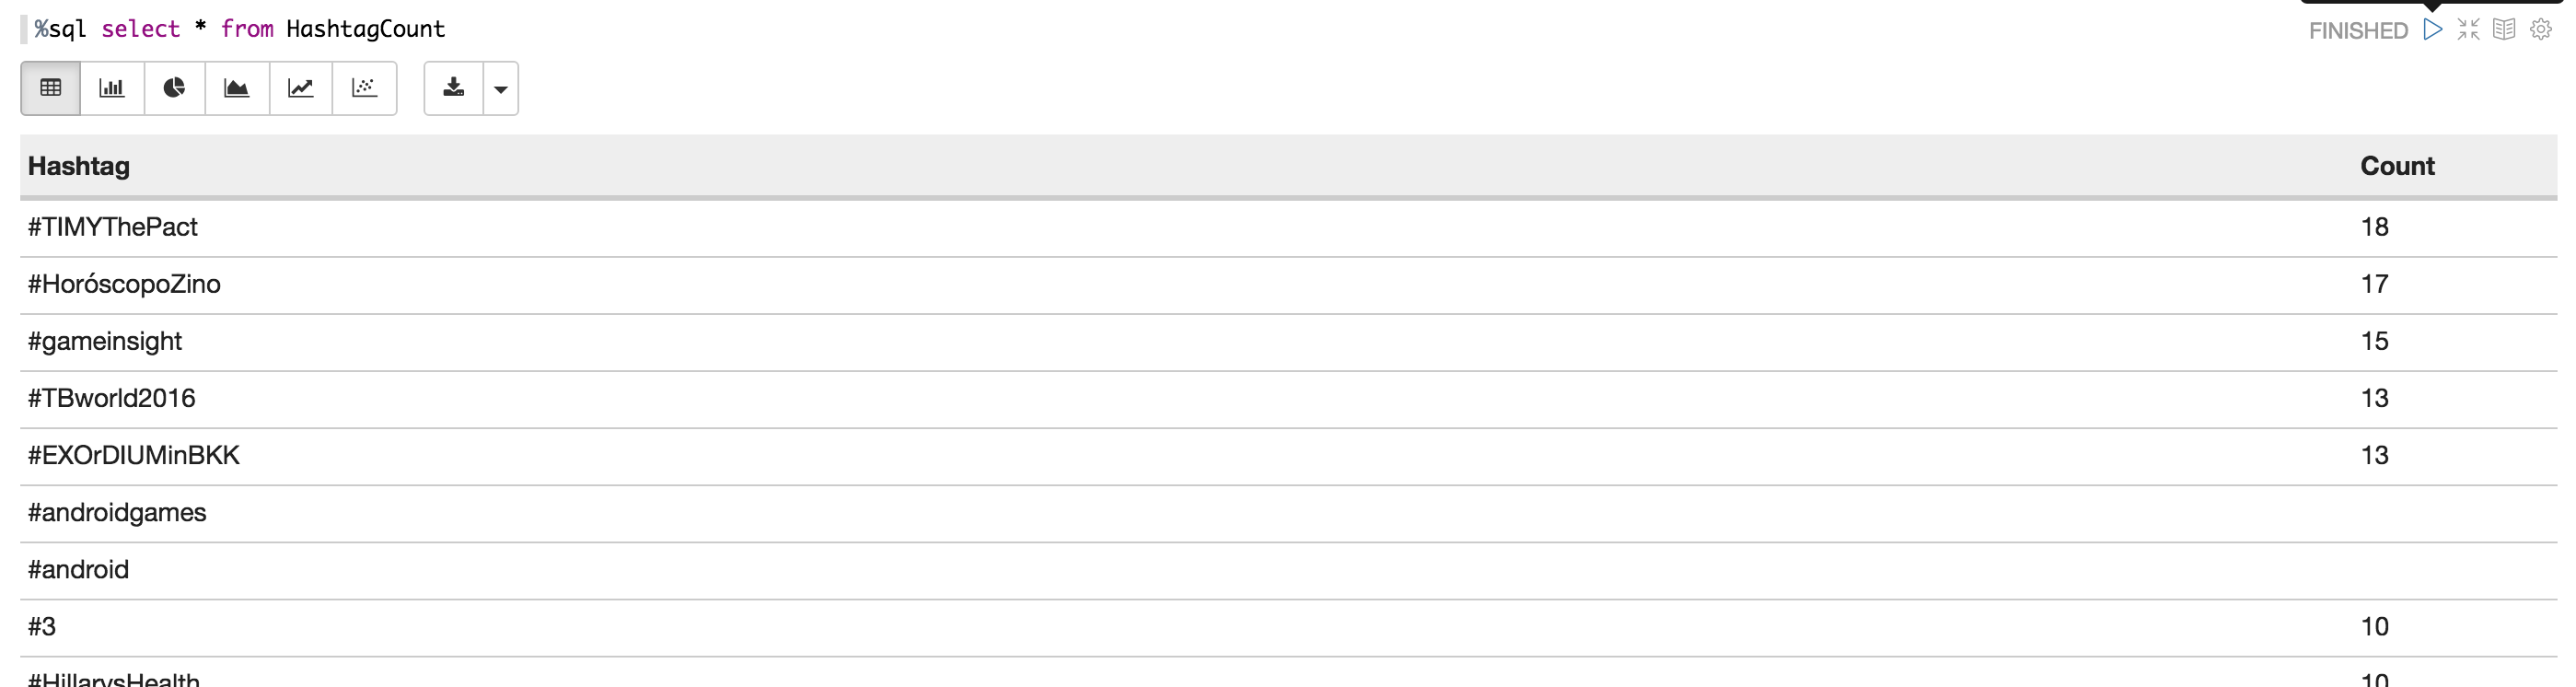 %sql select * from HashtagCount
FINISHED
Hashtag Count
#TIMYThePact 18
#HoróscopoZino 17
#gameinsight 15
#TBworld2016 13
#EXOrDIUMinBKK 13
#androidgames
#android
#3 10
#HillarysHealth 10